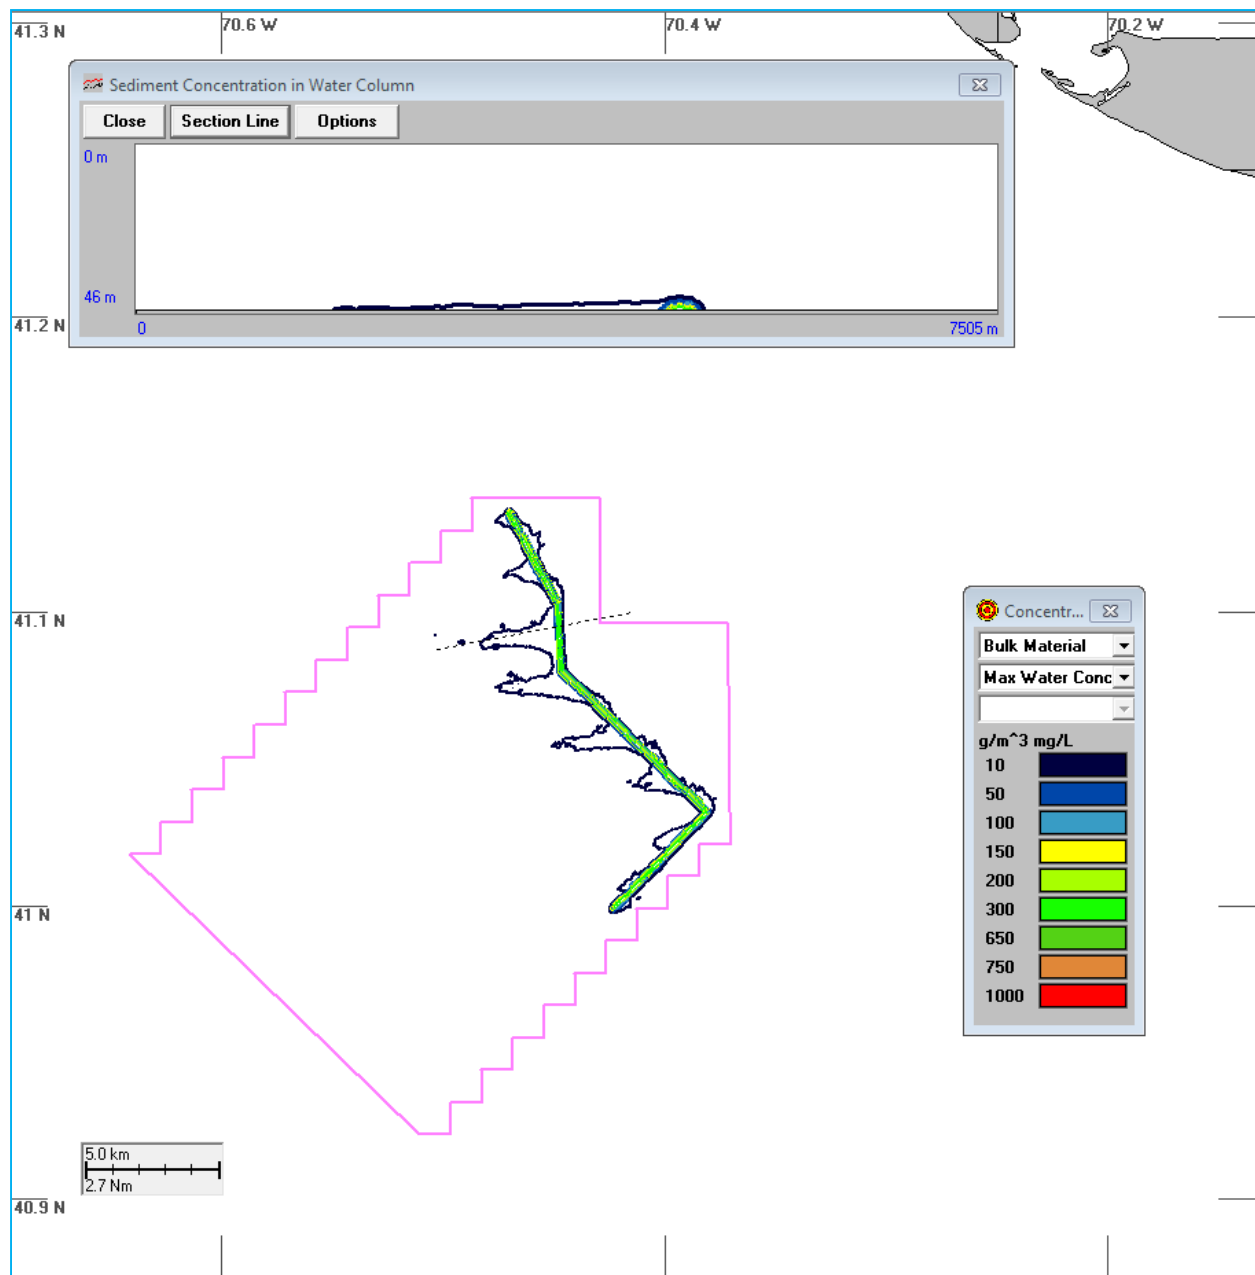 70.6 W
70.4 W
70.2 W
41.3 N
Sediment Concentration in Water Column
Close
Section Line
Options
0 m
46 m
0
7505 m
41.2 N
41.1 N
Concentr...
Bulk Material
Max Water Conc
g/m^3 mg/L
10
50
100
150
200
300
650
750
1000
41 N
5.0 km
2.7 Nm
40.9 N